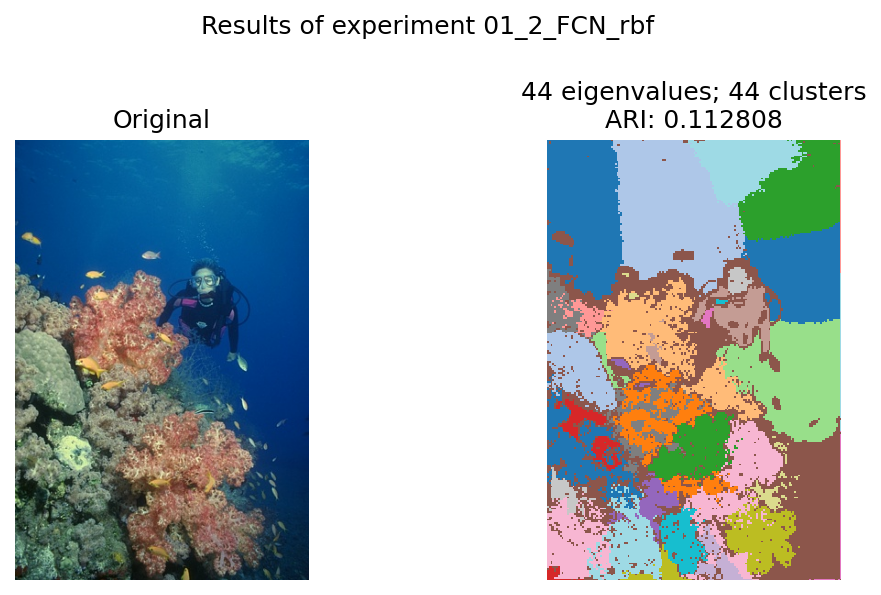 Results of experiment 01_2_FCN_rbf
Original
44 eigenvalues; 44 clusters
ARI: 0.112808